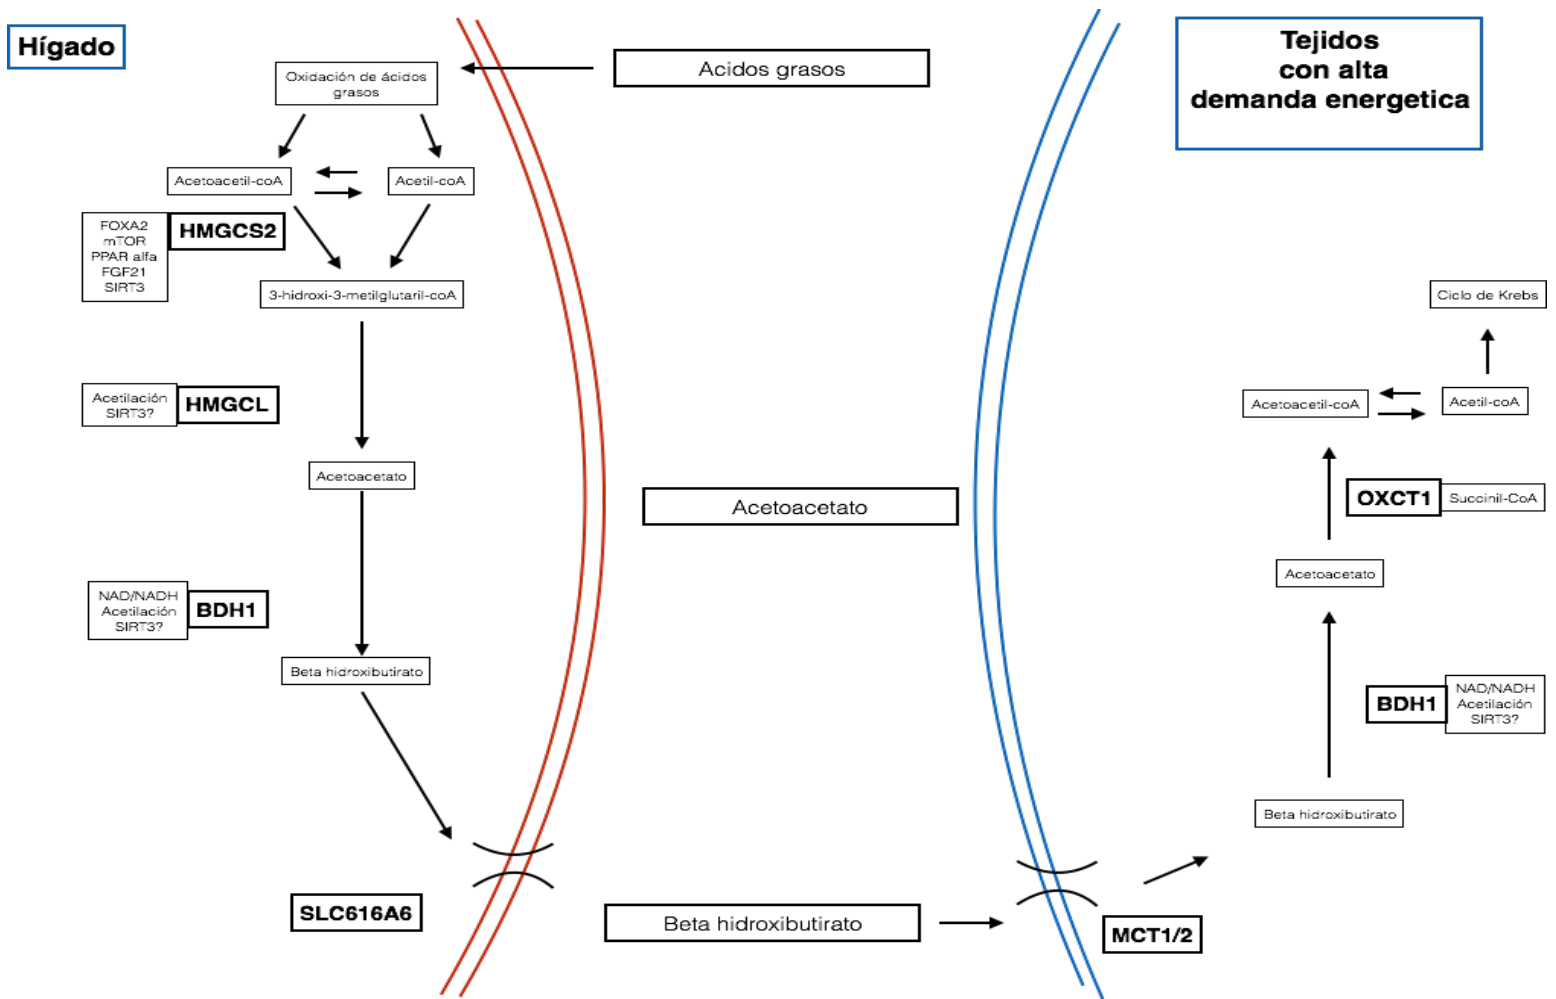 Hígado
Oxidación de ácidos
grasos
Acetoacetil-coA
Acetil-coA
FOXA2
mTOR
PPAR alfa
FGF21
SIRT3
HMGCS2
3-hidroxi-3-metilglutaril-coA
Acetilación
SIRT3?
HMGCL
Acetoacetato
NAD/NADH
Acetilación
SIRT3?
BDH1
Beta hidroxibutirato
SLC616A6
Acidos grasos
Acetoacetato
Beta hidroxibutirato
Tejidos
con alta
demanda energetica
Ciclo de Krebs
Acetoacetil-coA
Acetil-coA
OXCT1
Succinil-CoA
Acetoacetato
BDH1
NAD/NADH
Acetilación
SIRT3?
Beta hidroxibutirato
MCT1/2